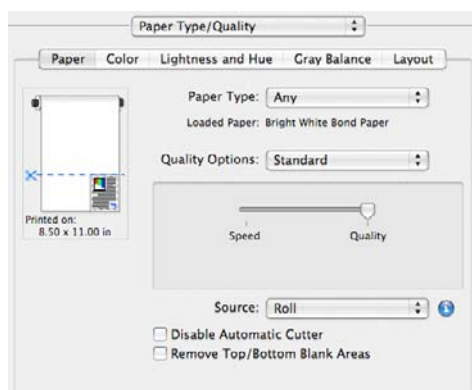 Paper Type/Quality
Paper Color Lightness and Hue Gray Balance Layout
Paper Type: Any
Loaded Paper: Bright White Bond Paper
Quality Options: Standard
Printed on:
8.50 x 11.00 in
Speed Quality
Source: Roll
Disable Automatic Cutter
Remove Top/Bottom Blank Areas